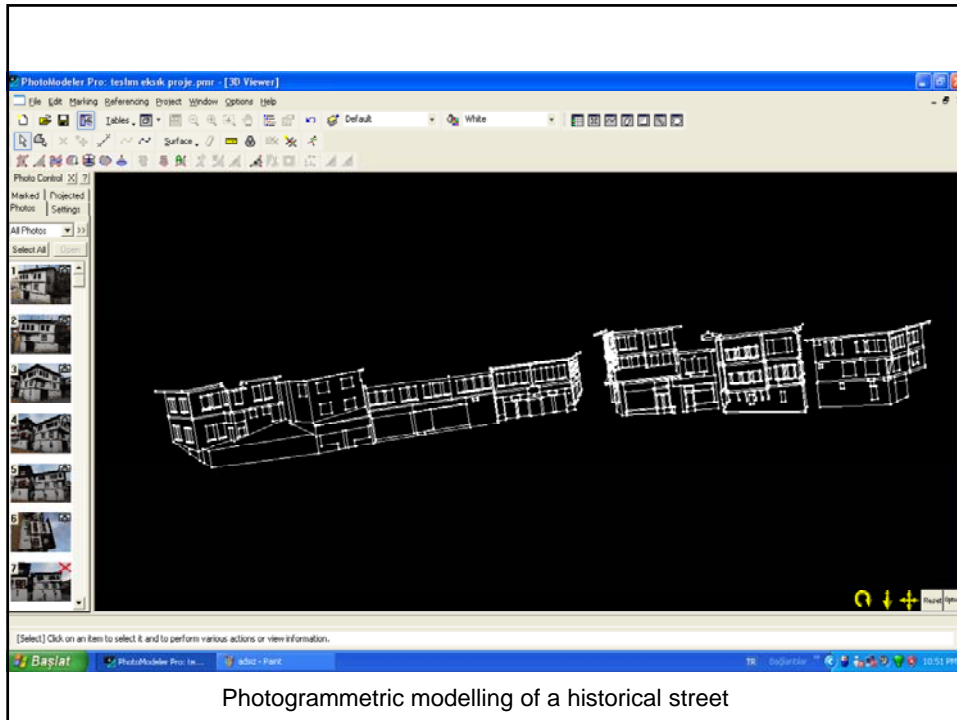 PhotoModeler Pro: teslım eksık proje.pmr - [3D Viewer]
File Edit Marking Referencing Project Window Options Help
Tables Default White
Surface
Photo Control X ?
Marked Projected
Photos Settings
All Photos >>
Select All Open
1
2
3
4
5
6
7
Reset
[Select] Click on an item to select it and to perform various actions or view information.
Başlat PhotoModeler Pro: te... adsız - Paint TR Bağlantılar » 10:51 PM
Photogrammetric modelling of a historical street